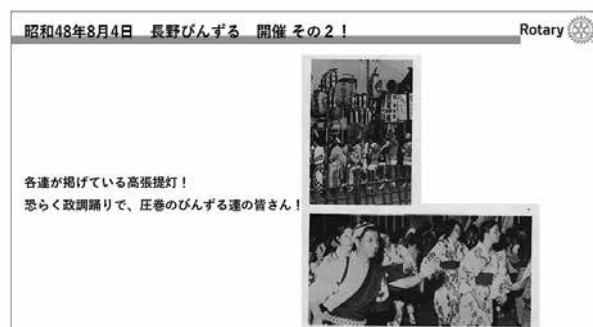 昭和48年8月4日　長野びんずる　開催 その２！
Rotary
各連が掲げている高張提灯！
恐らく政調踊りで、圧巻のびんずる連の皆さん！